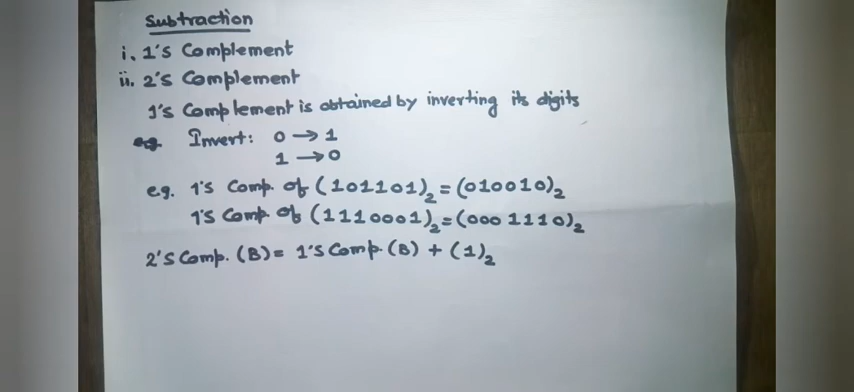 Subtraction
i. 1's Complement
ii. 2's Complement
1's Complement is obtained by inverting its digits
eg. Invert: 0 → 1
1 → 0
e.g. 1's Comp. of (101101)₂ = (010010)₂
1's Comp. of (1110001)₂ = (0001110)₂
2's Comp. (B) = 1's Comp. (B) + (1)₂